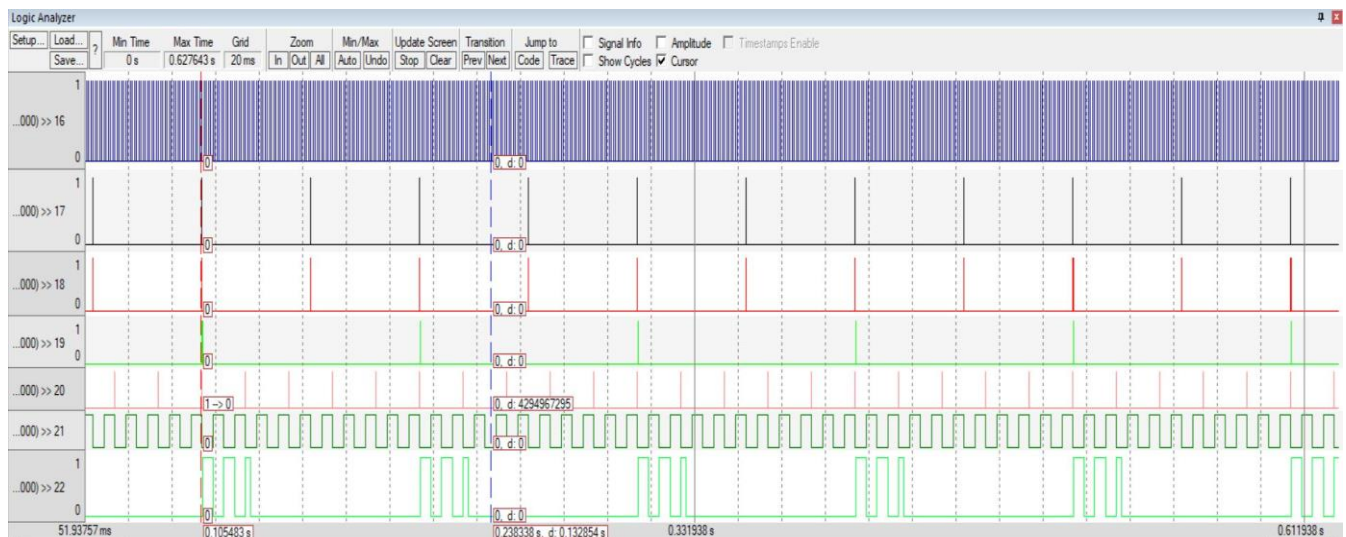 Logic Analyzer
Setup... Load... ? Min Time Max Time Grid Zoom Min/Max Update Screen Transition Jump to Signal Info Amplitude Timestamps Enable
Save... 0 s 0.627643 s 20 ms In Out All Auto Undo Stop Clear Prev Next Code Trace Show Cycles Cursor
1
...000) >> 16
0
0
0, d: 0
1
...000) >> 17
0
0
0, d: 0
1
...000) >> 18
0
0
0, d: 0
1
...000) >> 19
0
0
0, d: 0
...000) >> 20
1 --> 0
0, d: 4294967295
...000) >> 21
0
0, d: 0
1
...000) >> 22
0
0
0, d: 0
51.93757 ms 0.105483 s 0.238338 s, d: 0.132854 s 0.331938 s 0.611938 s